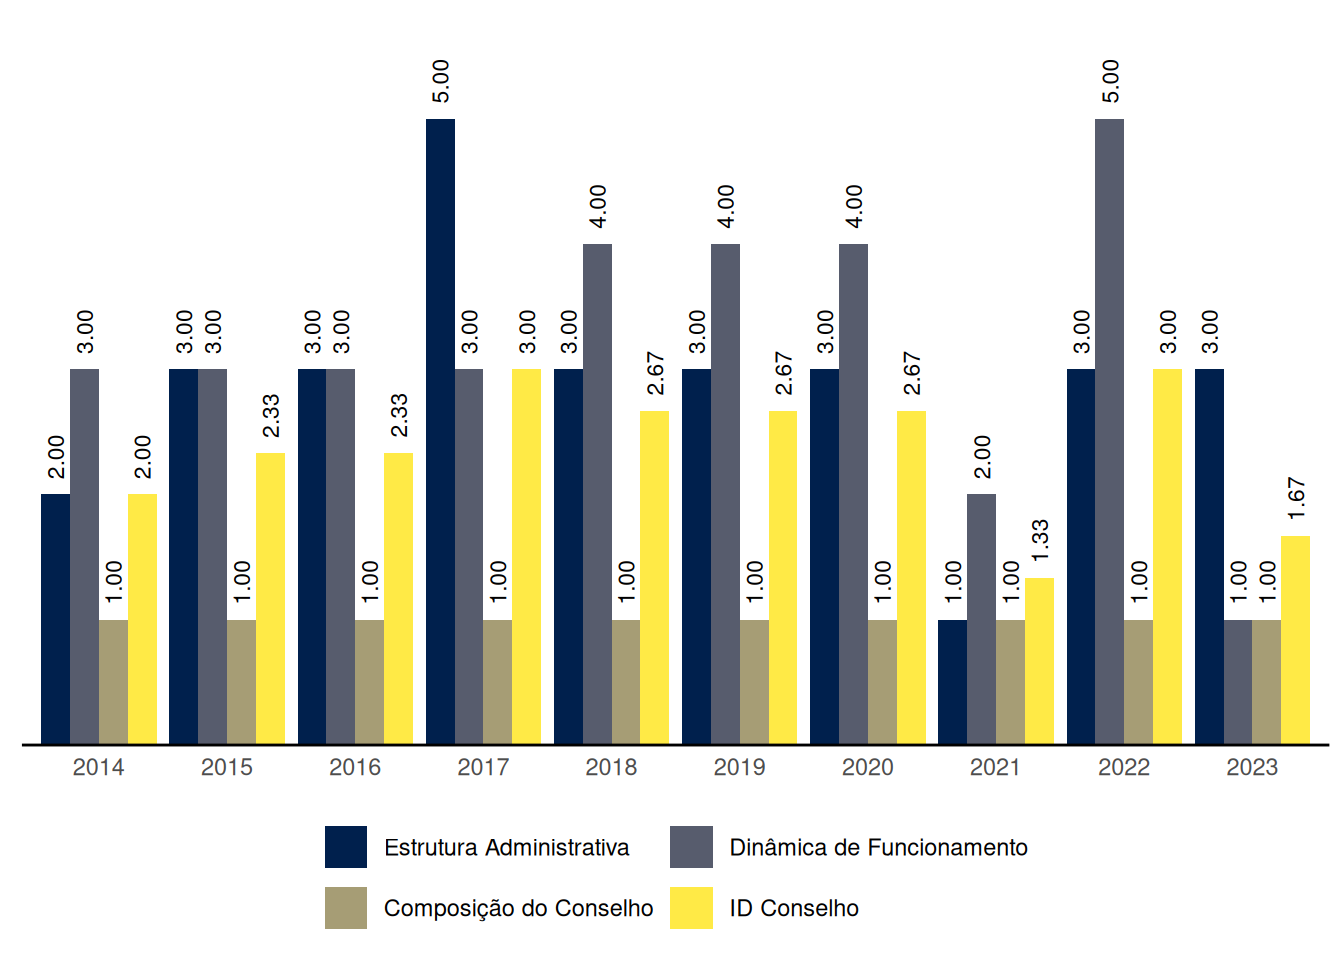 5.00 5.00
4.00 4.00 4.00
3.00 3.00 3.00 3.00 3.00 3.00 3.00 3.00 3.00 3.00 3.00 3.00 3.00
2.67 2.67 2.67
2.33 2.33
2.00 2.00 2.00
1.67
1.33
1.00 1.00 1.00 1.00 1.00 1.00 1.00 1.00 1.00 1.00 1.00 1.00
2014 2015 2016 2017 2018 2019 2020 2021 2022 2023
Estrutura Administrativa Dinâmica de Funcionamento
Composição do Conselho ID Conselho